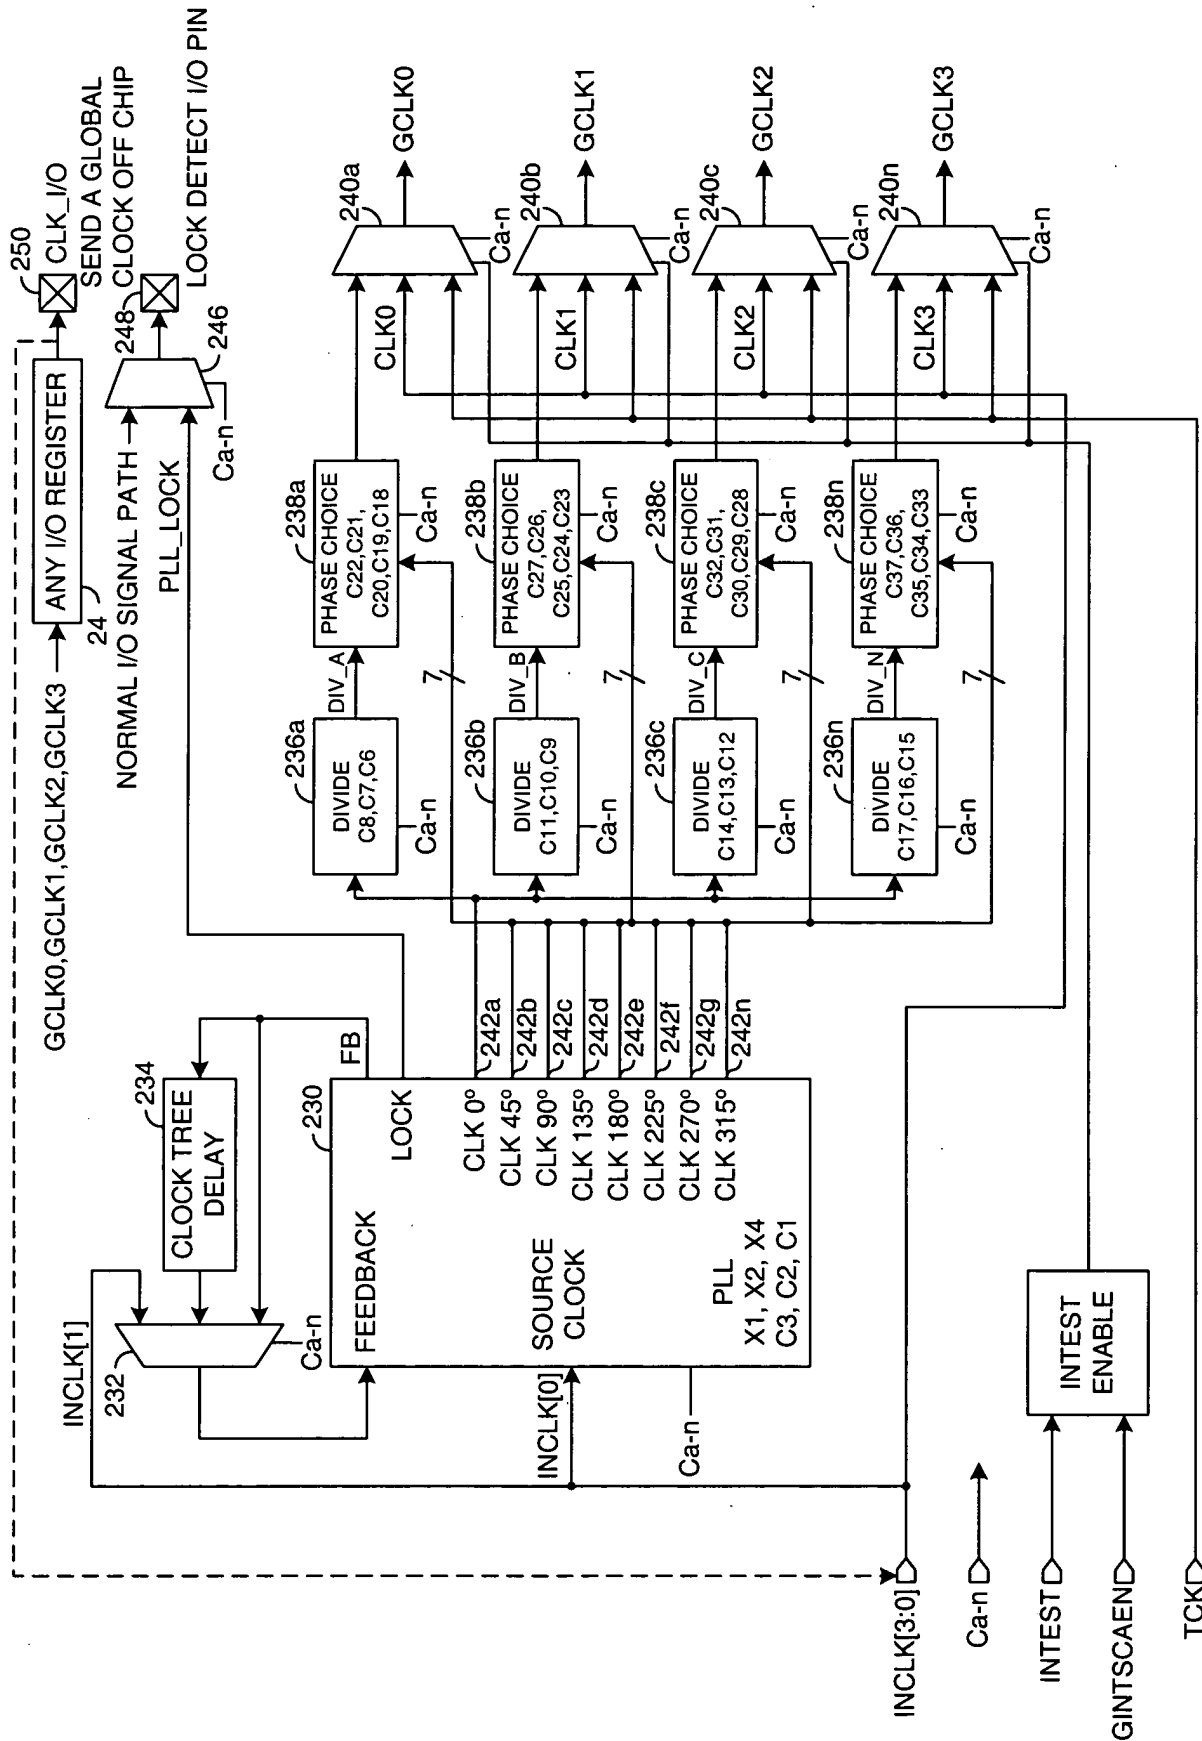 GCLK0,GCLK1,GCLK2,GCLK3
ANY I/O REGISTER
24
250
CLK_I/O
SEND A GLOBAL
CLOCK OFF CHIP
NORMAL I/O SIGNAL PATH
PLL_LOCK
248
246
Ca-n
LOCK DETECT I/O PIN
INCLK[1]
232
Ca-n
CLOCK TREE
DELAY
234
FB
230
FEEDBACK
LOCK
INCLK[0]
SOURCE
CLOCK
CLK 0º
CLK 45º
CLK 90º
CLK 135º
CLK 180º
CLK 225º
CLK 270º
CLK 315º
PLL
X1, X2, X4
C3, C2, C1
Ca-n
242a
242b
242c
242d
242e
242f
242g
242n
236a
DIVIDE
C8,C7,C6
Ca-n
DIV_A
7
238a
PHASE CHOICE
C22,C21,
C20,C19,C18
Ca-n
CLK0
240a
Ca-n
GCLK0
236b
DIVIDE
C11,C10,C9
Ca-n
DIV_B
7
238b
PHASE CHOICE
C27,C26,
C25,C24,C23
Ca-n
CLK1
240b
Ca-n
GCLK1
236c
DIVIDE
C14,C13,C12
Ca-n
DIV_C
7
238c
PHASE CHOICE
C32,C31,
C30,C29,C28
Ca-n
CLK2
240c
Ca-n
GCLK2
236n
DIVIDE
C17,C16,C15
Ca-n
DIV_N
7
238n
PHASE CHOICE
C37,C36,
C35,C34,C33
Ca-n
CLK3
240n
Ca-n
GCLK3
INCLK[3:0]
Ca-n
INTEST
GINTSCAEN
INTEST
ENABLE
TCK